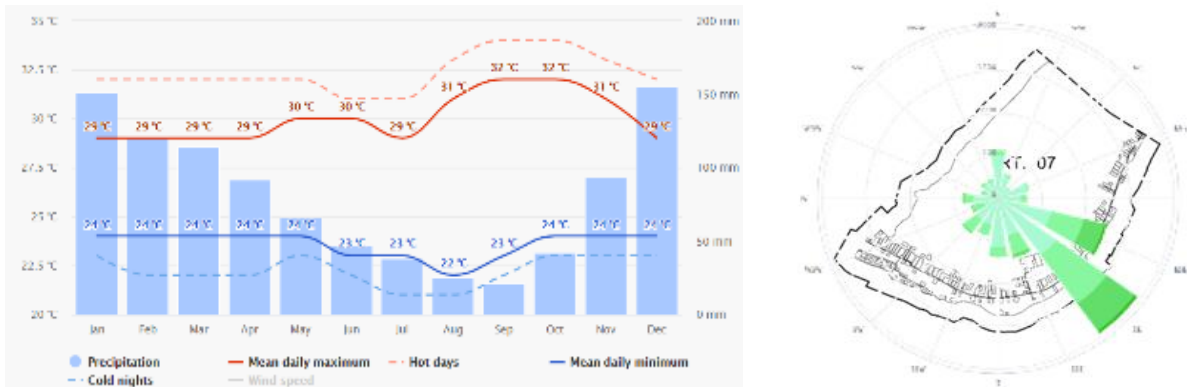 35 ℃ 200 mm
32.5 ℃ 32 ℃ 32 ℃
31 ℃ 31 ℃ 150 mm
30 ℃ 30 ℃ 30 ℃
29 ℃ 29 ℃ 29 ℃ 29 ℃ 29 ℃ 29 ℃
27.5 ℃ 100 mm
25 ℃ 24 ℃ 24 ℃ 24 ℃ 24 ℃ 24 ℃ 24 ℃ 24 ℃ 24 ℃
23 ℃ 23 ℃ 23 ℃ 50 mm
22.5 ℃ 22 ℃
20 ℃ 0 mm
Jan Feb Mar Apr May Jun Jul Aug Sep Oct Nov Dec
Precipitation Mean daily maximum Hot days Mean daily minimum
Cold nights Wind speed
RT. 07